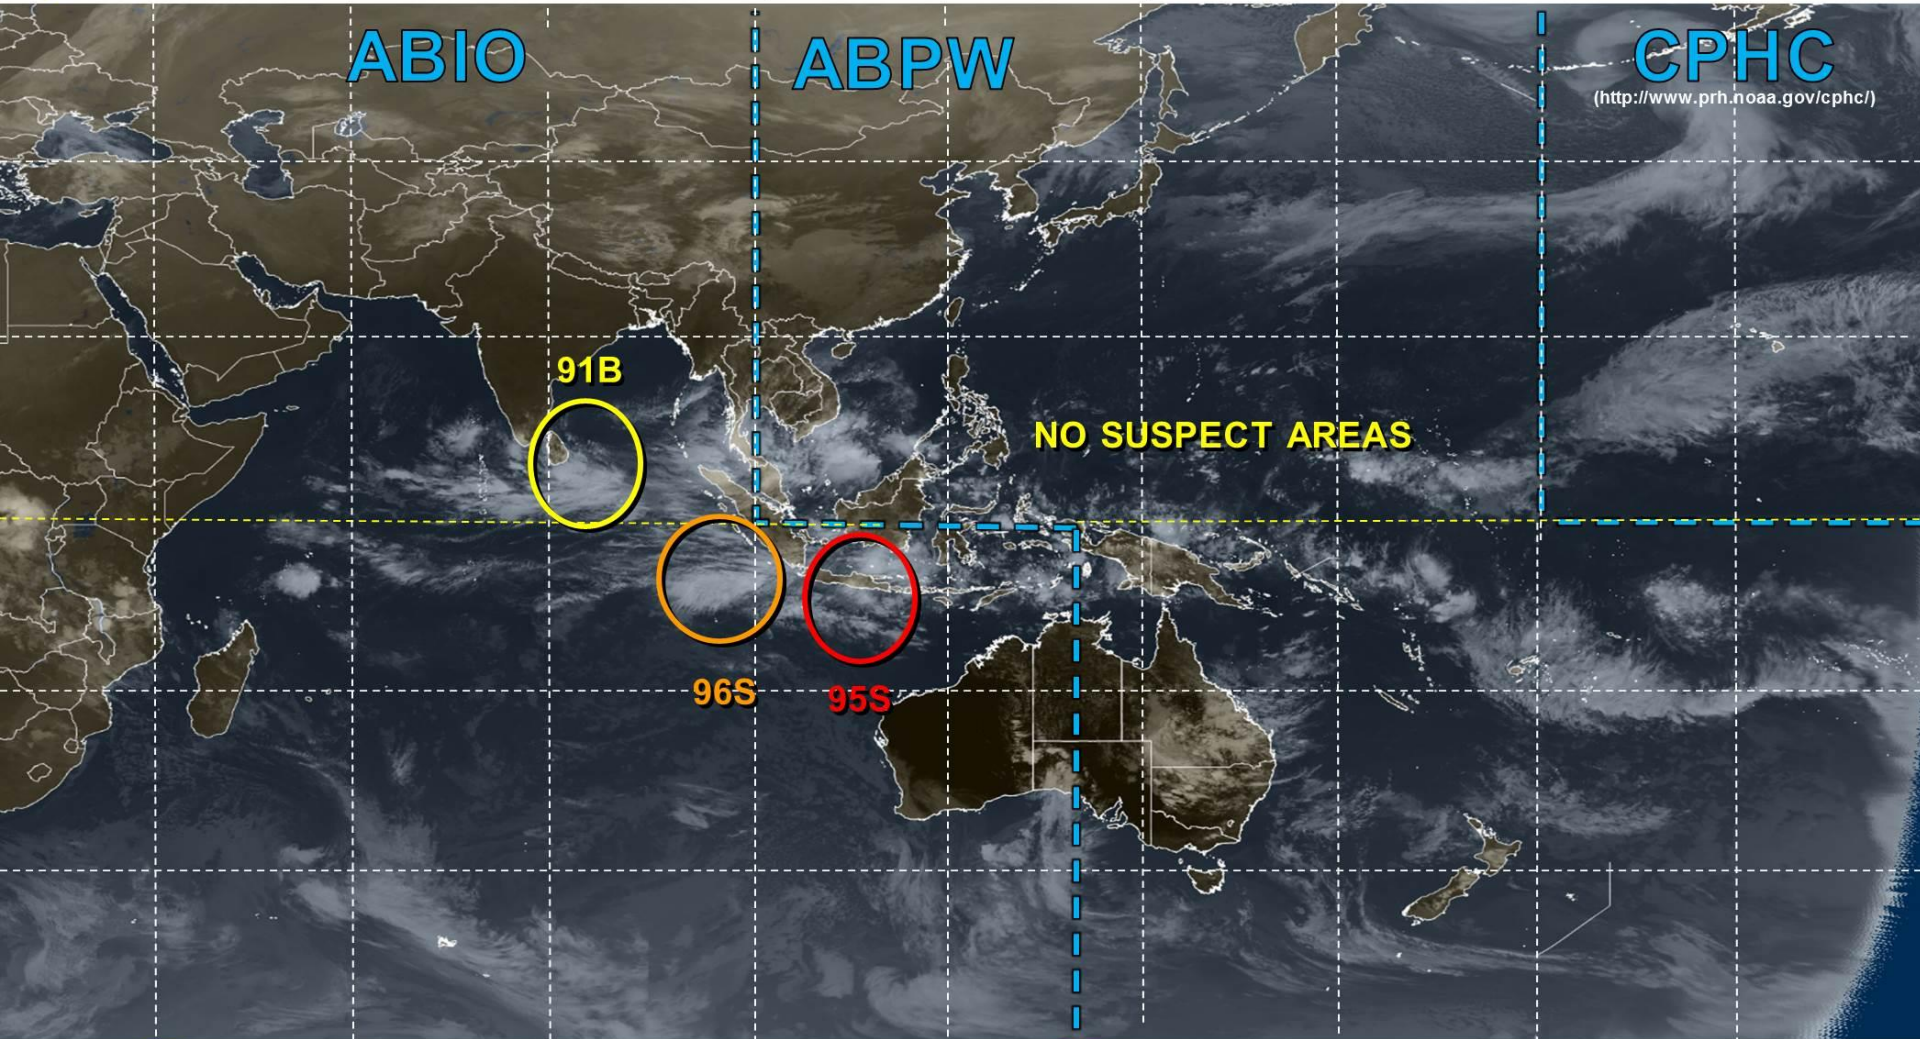 ABIO
ABPW
CPHC
(http://www.prh.noaa.gov/cphc/)
91B
NO SUSPECT AREAS
96S
95S